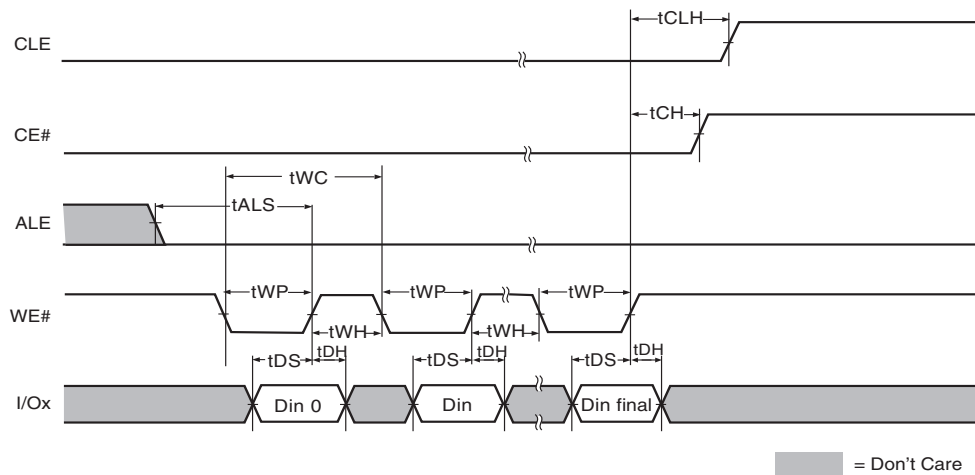 tCLH
CLE
tCH
CE#
tWC
tALS
ALE
tWP tWP tWP
WE#
tWH tWH
tDS tDH tDS tDH tDS tDH
I/Ox Din 0 Din Din final
= Don't Care